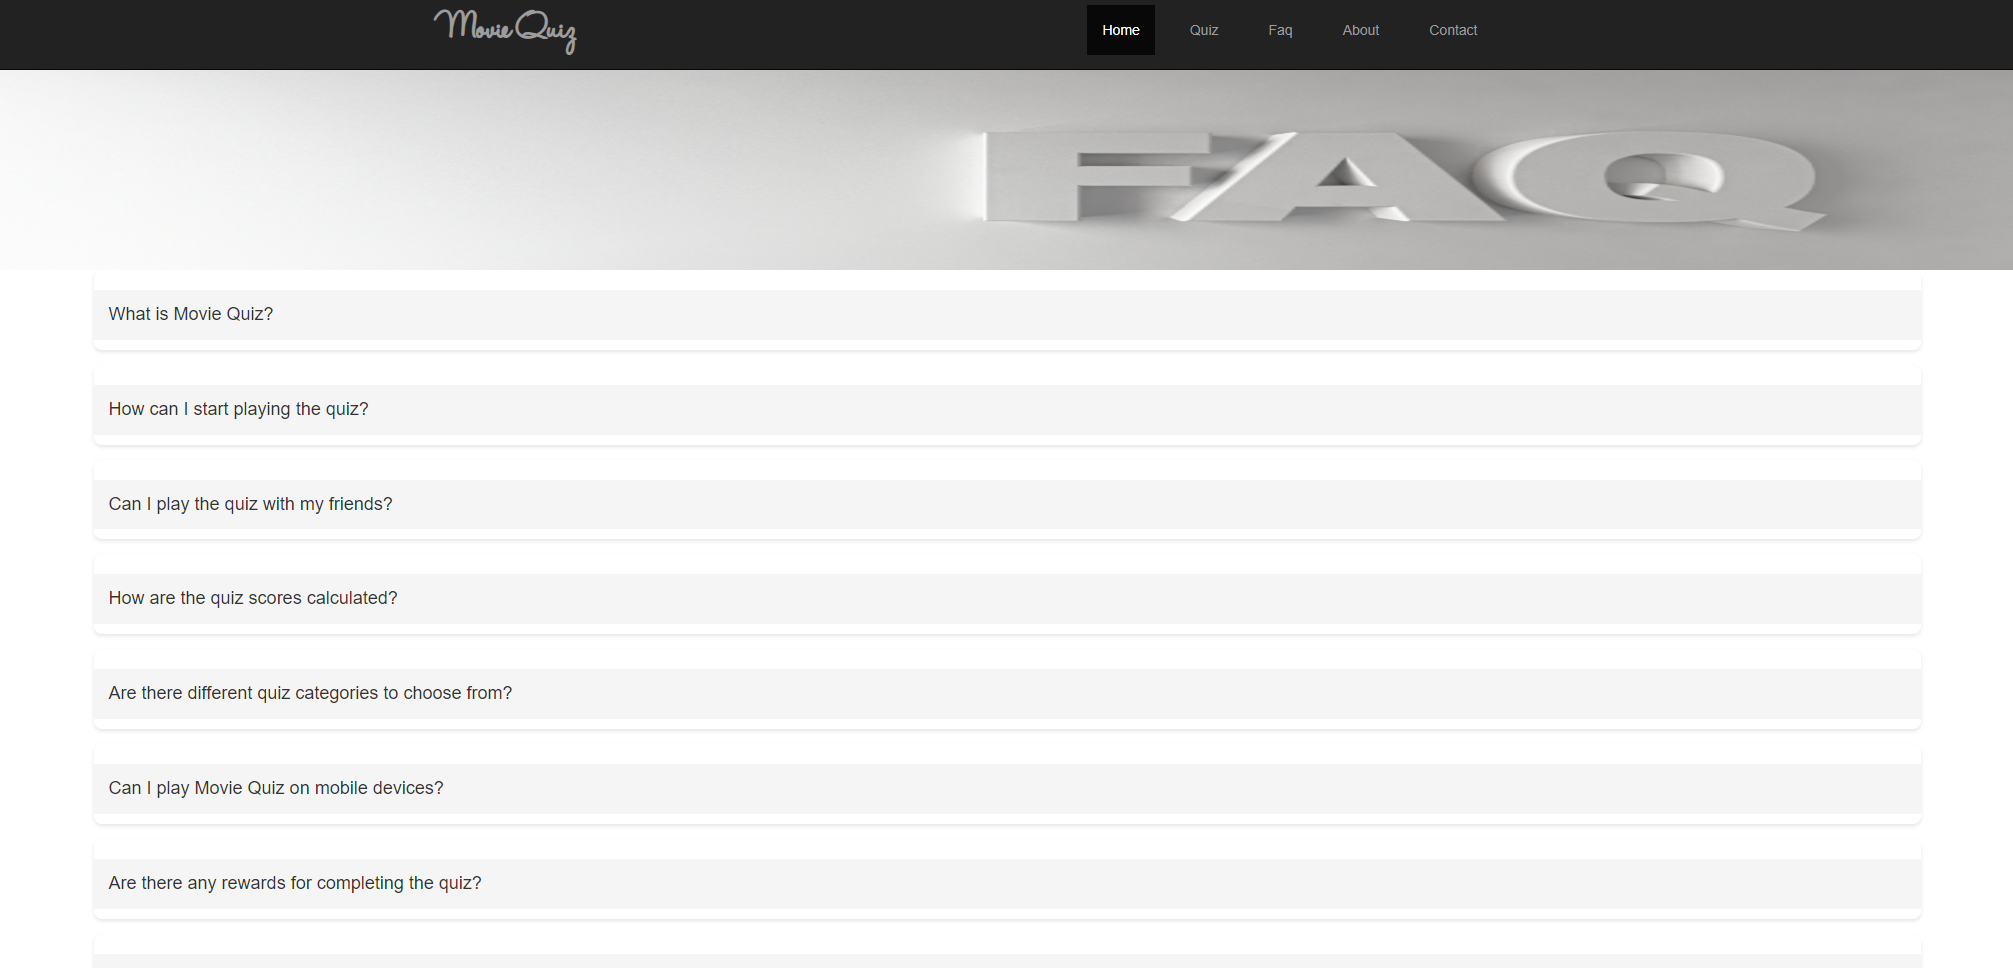 Movie Quiz
Home Quiz Faq About Contact
FAQ
What is Movie Quiz?
How can I start playing the quiz?
Can I play the quiz with my friends?
How are the quiz scores calculated?
Are there different quiz categories to choose from?
Can I play Movie Quiz on mobile devices?
Are there any rewards for completing the quiz?